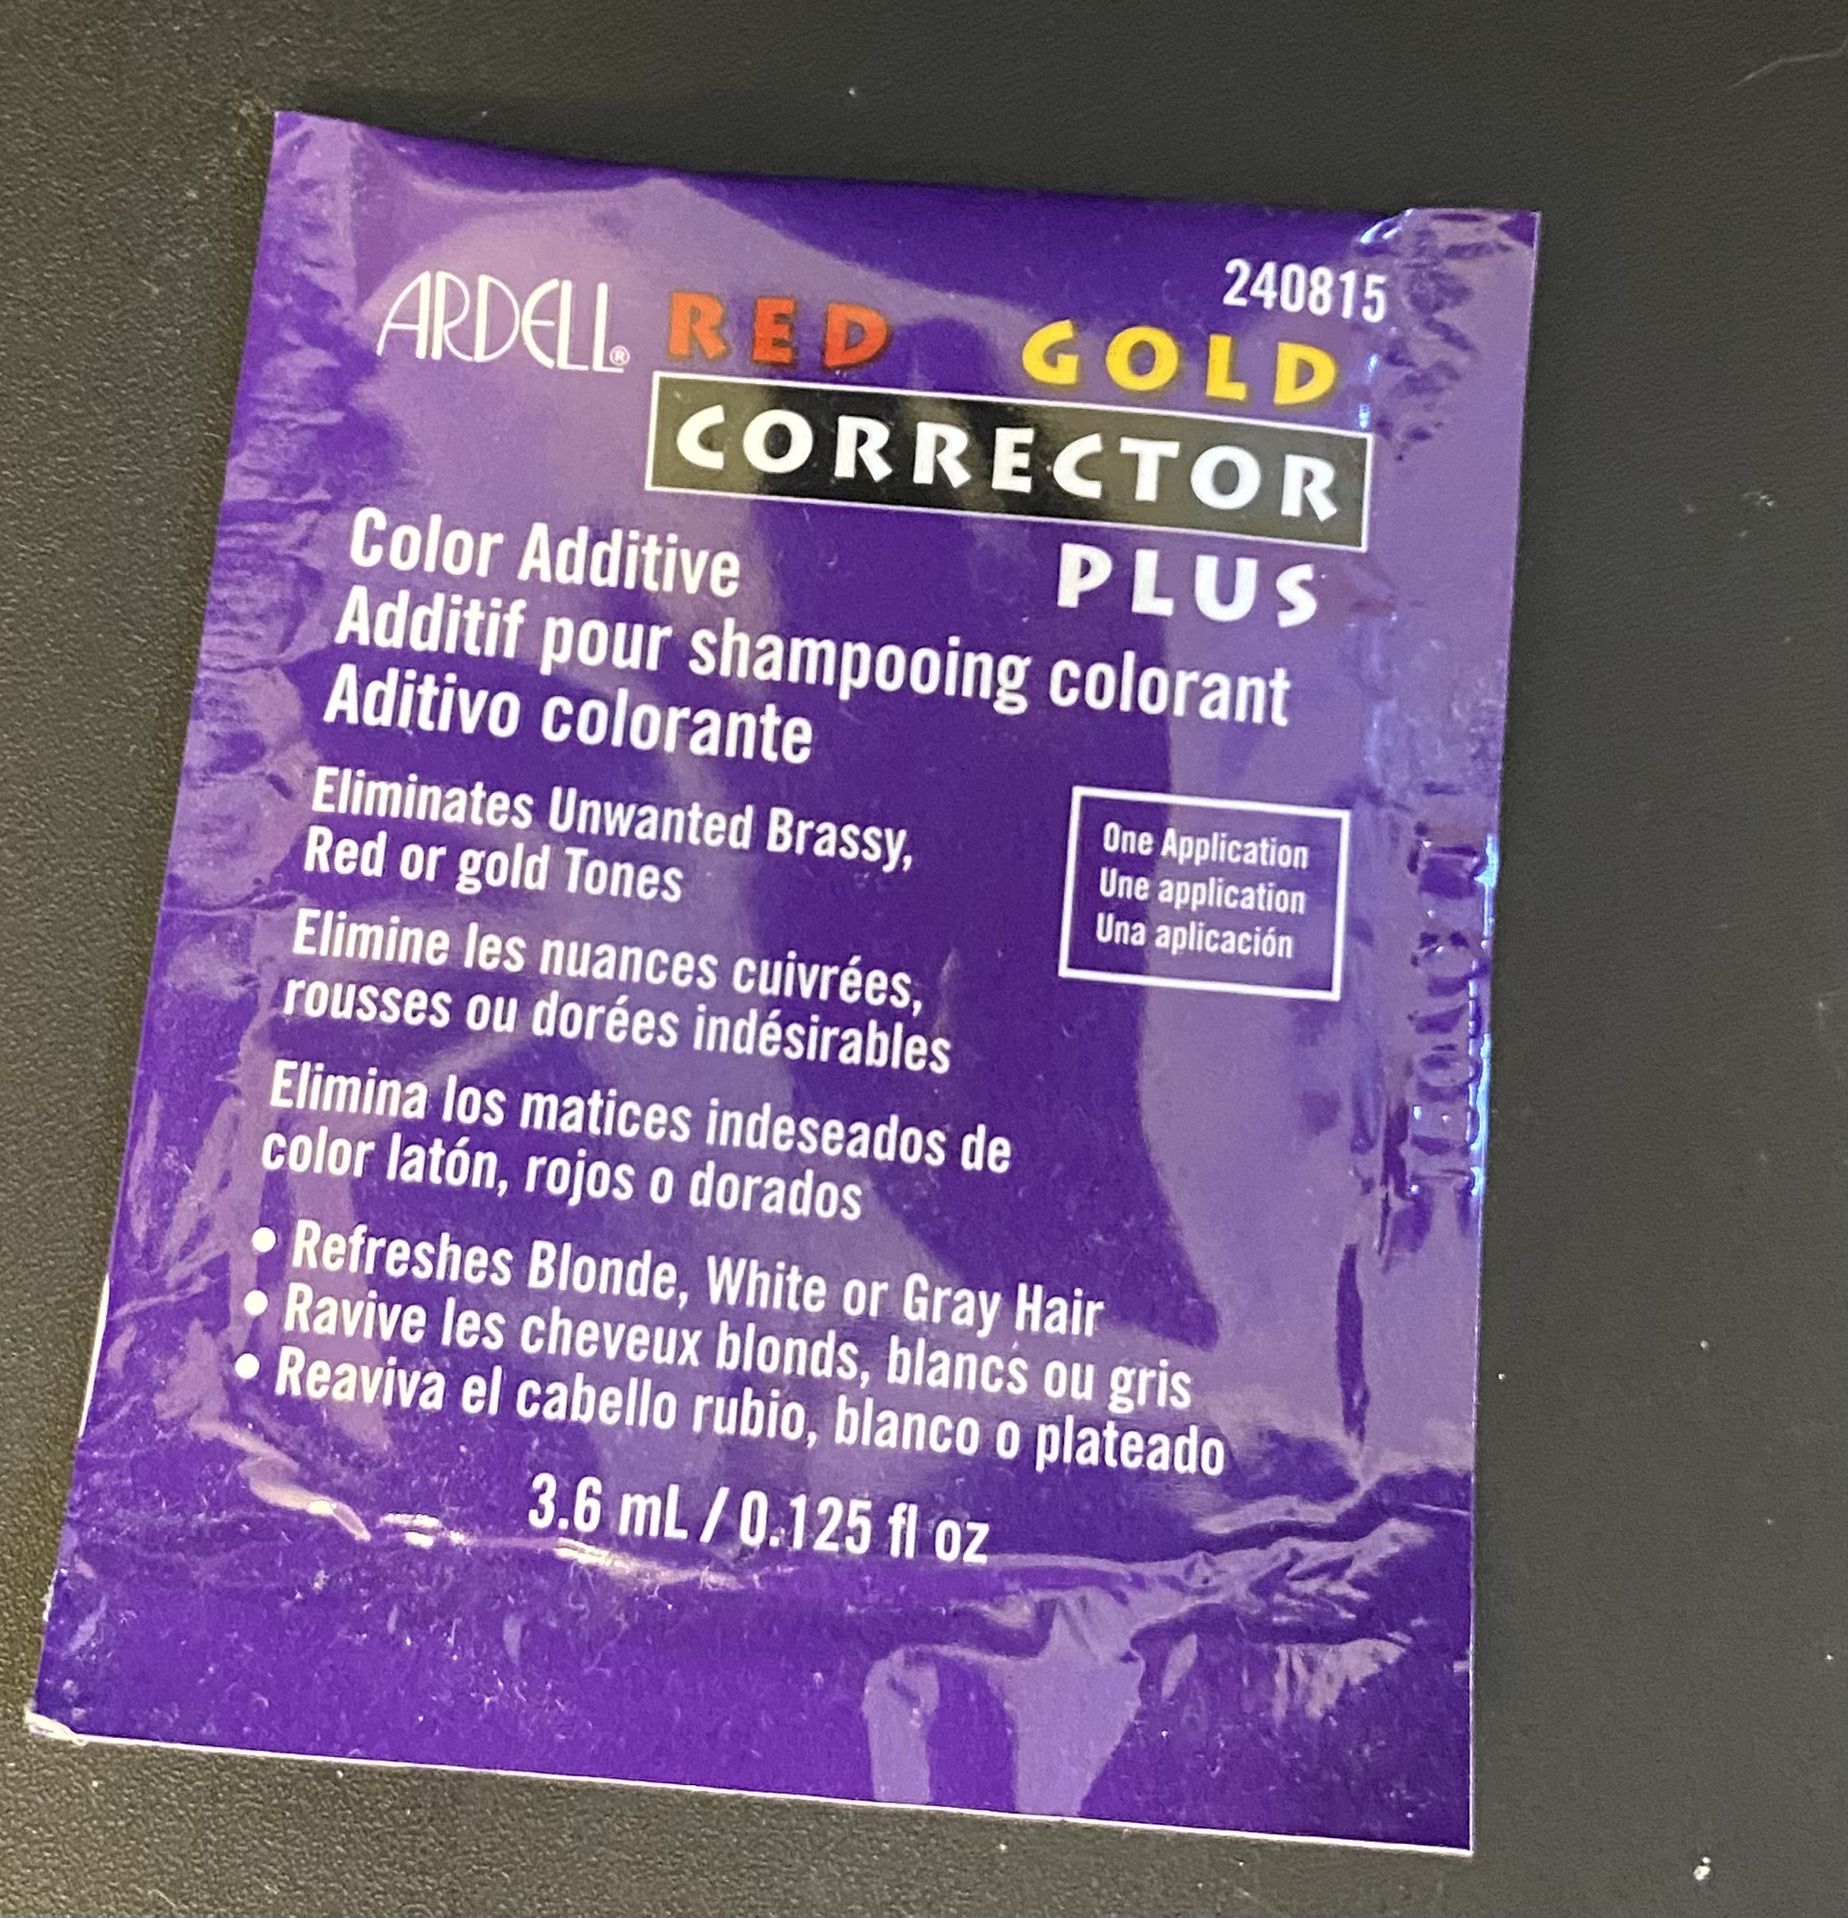 240815
ARDELL® RED GOLD
CORRECTOR
PLUS
Color Additive
Additif pour shampooing colorant
Aditivo colorante
Eliminates Unwanted Brassy,
Red or gold Tones
One Application
Une application
Una aplicación
Elimine les nuances cuivrées,
rousses ou dorées indésirables
Elimina los matices indeseados de
color latón, rojos o dorados
• Refreshes Blonde, White or Gray Hair
• Ravive les cheveux blonds, blancs ou gris
• Reaviva el cabello rubio, blanco o plateado
3.6 mL / 0.125 fl oz